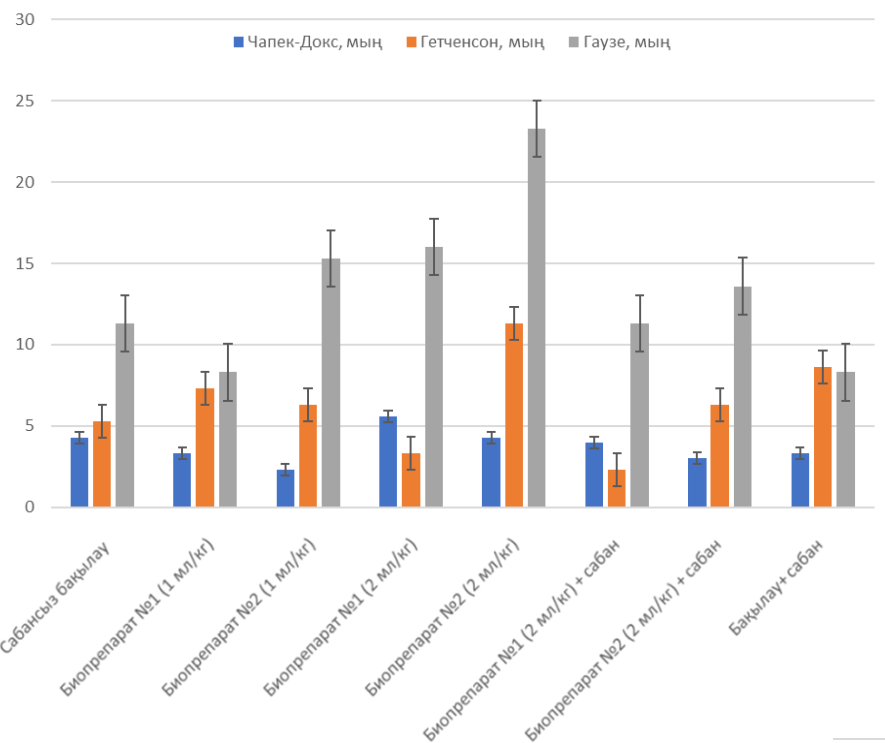 30
Чапек-Докс, мың Гетченсон, мың Гаузе, мың
25
20
15
10
5
0
Сабансыз бақылау
Биопрепарат №1 (1 мл/кг)
Биопрепарат №2 (1 мл/кг)
Биопрепарат №1 (2 мл/кг)
Биопрепарат №2 (2 мл/кг)
Биопрепарат №1 (2 мл/кг) + сабан
Биопрепарат №2 (2 мл/кг) + сабан
Бақылау+ сабан